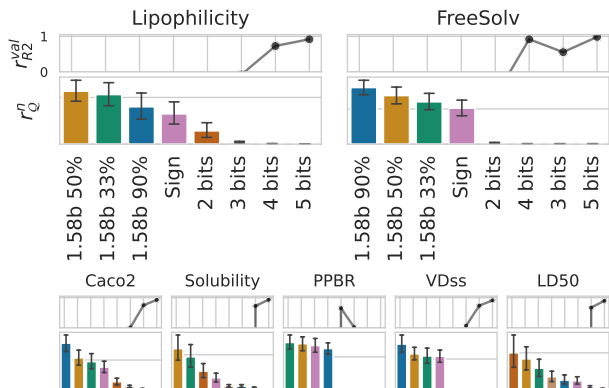 Lipophilicity
FreeSolv
r^{val}_{R2}
1
0
r^{n}_{Q}
1.58b 50%
1.58b 33%
1.58b 90%
Sign
2 bits
3 bits
4 bits
5 bits
1.58b 90%
1.58b 50%
1.58b 33%
Sign
2 bits
3 bits
4 bits
5 bits
Caco2
Solubility
PPBR
VDss
LD50